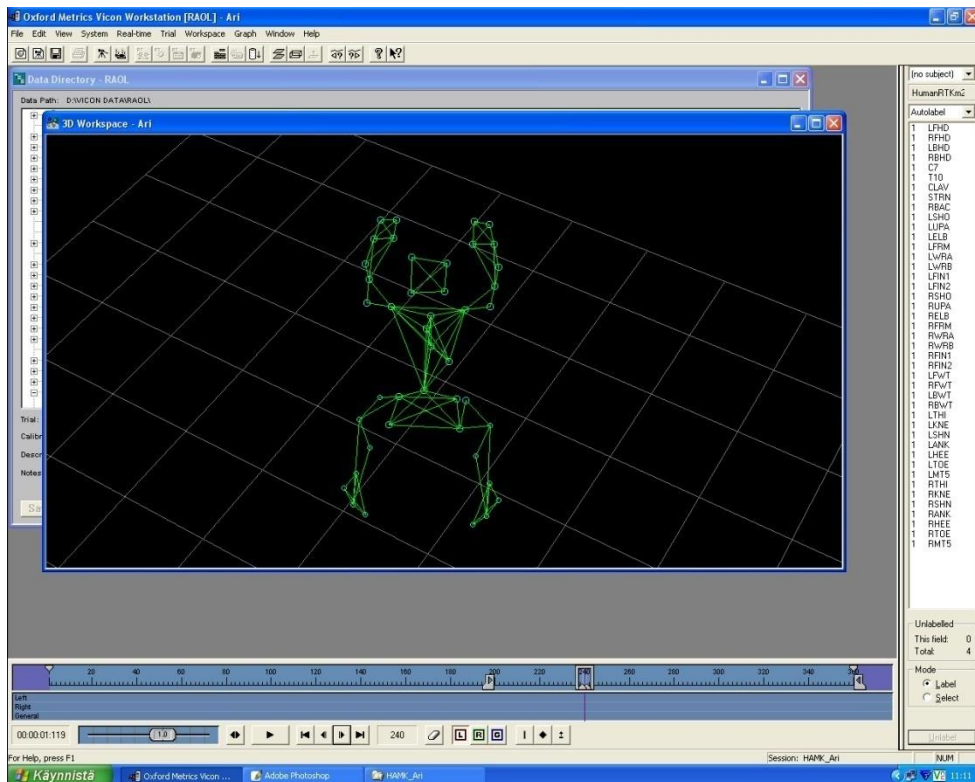 Oxford Metrics Vicon Workstation [RAOL] - Ari
File Edit View System Real-time Trial Workspace Graph Window Help
Data Directory - RAOL
Data Path: D:\VICON DATA\RAOL\
3D Workspace - Ari
Trial:
Calibr
Descr
Notes
Sa
(no subject)
HumanRTKm2
Autolabel
1 LFHD
1 RFHD
1 LBHD
1 RBHD
1 C7
1 T10
1 CLAV
1 STRN
1 RBAC
1 LSHO
1 LUPA
1 LELB
1 LFRM
1 LWRA
1 LWRB
1 LFIN1
1 LFIN2
1 RSHO
1 RUPA
1 RELB
1 RFRM
1 RWRA
1 RWRB
1 RFIN1
1 RFIN2
1 LFWT
1 RFWT
1 LBWT
1 RBWT
1 LTHI
1 LKNE
1 LSHN
1 LANK
1 LHEE
1 LTOE
1 LMT5
1 RTHI
1 RKNE
1 RSHN
1 RANK
1 RHEE
1 RTOE
1 RMT5
Unlabelled
This field: 0
Total: 4
Mode
Label
Select
Unlabel
20 40 60 80 100 120 140 160 180 200 220 240 260 280 300 320 340
Left
Right
General
00:00:01:119 1.0 240 L R G
For Help, press F1 Session: HAMK_Ari NUM
Käynnistä Oxford Metrics Vicon ... Adobe Photoshop HAMK_Ari 11:11